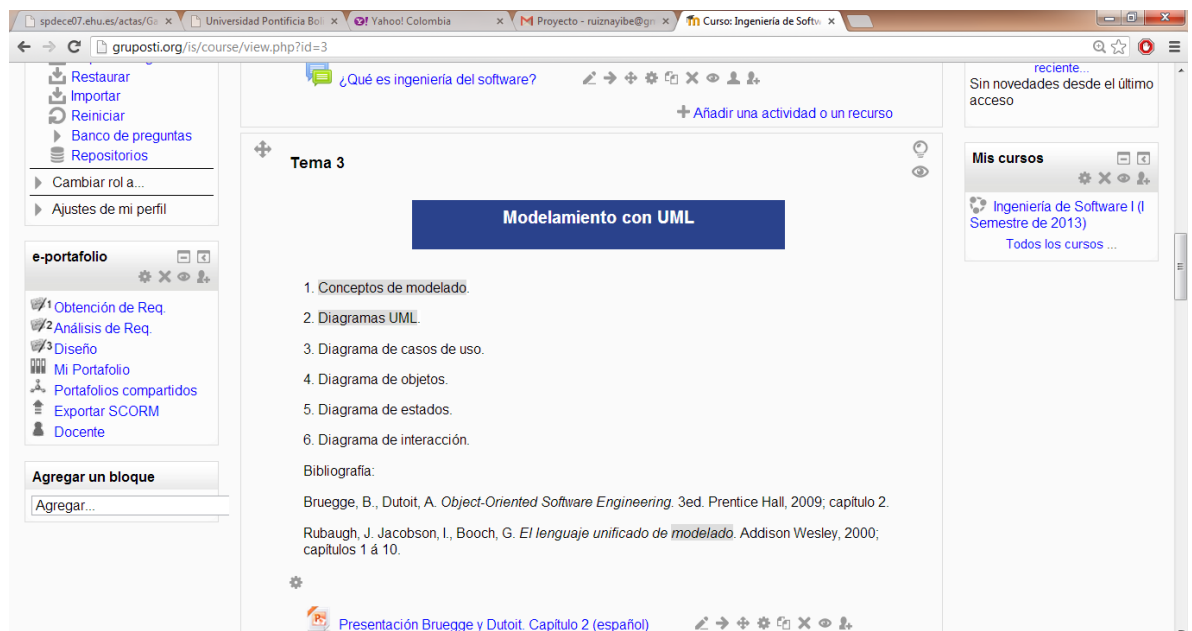 spdece07.ehu.es/actas/Ga
Universidad Pontificia Boli
Yahoo! Colombia
Proyecto - ruiznayibe@gru
Curso: Ingeniería de Softw
gruposti.org/is/course/view.php?id=3
Restaurar
Importar
Reiniciar
Banco de preguntas
Repositorios
Cambiar rol a...
Ajustes de mi perfil
e-portafolio
1 Obtención de Req.
2 Análisis de Req.
3 Diseño
Mi Portafolio
Portafolios compartidos
Exportar SCORM
Docente
Agregar un bloque
Agregar...
¿Qué es ingeniería del software?
Añadir una actividad o un recurso
Tema 3
Modelamiento con UML
1. Conceptos de modelado.
2. Diagramas UML.
3. Diagrama de casos de uso.
4. Diagrama de objetos.
5. Diagrama de estados.
6. Diagrama de interacción.
Bibliografía:
Bruegge, B., Dutoit, A. Object-Oriented Software Engineering. 3ed. Prentice Hall, 2009; capítulo 2.
Rubaugh, J. Jacobson, I., Booch, G. El lenguaje unificado de modelado. Addison Wesley, 2000;
capítulos 1 á 10.
Presentación Bruegge y Dutoit. Capítulo 2 (español)
reciente...
Sin novedades desde el último
acceso
Mis cursos
Ingeniería de Software I (I
Semestre de 2013)
Todos los cursos ...